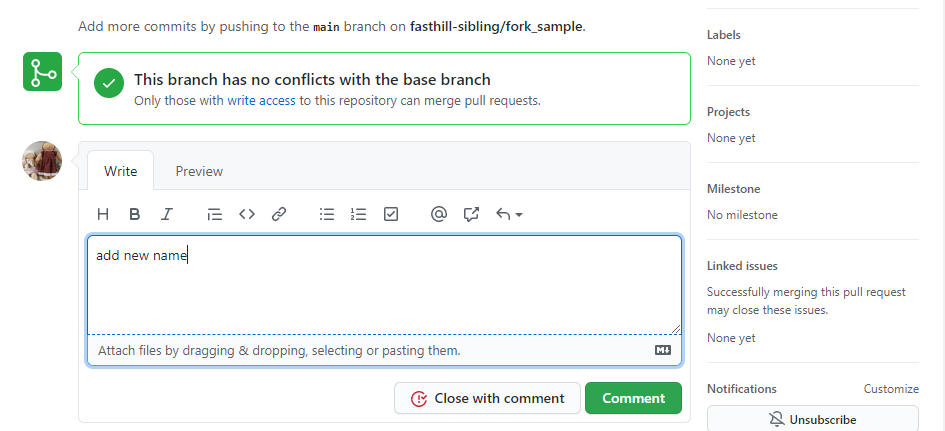 Add more commits by pushing to the main branch on fasthill-sibling/fork_sample.
This branch has no conflicts with the base branch
Only those with write access to this repository can merge pull requests.
Write
Preview
H B I @
add new name
Attach files by dragging & dropping, selecting or pasting them.
Close with comment
Comment
Labels
None yet
Projects
None yet
Milestone
No milestone
Linked issues
Successfully merging this pull request
may close these issues.
None yet
Notifications
Customize
Unsubscribe